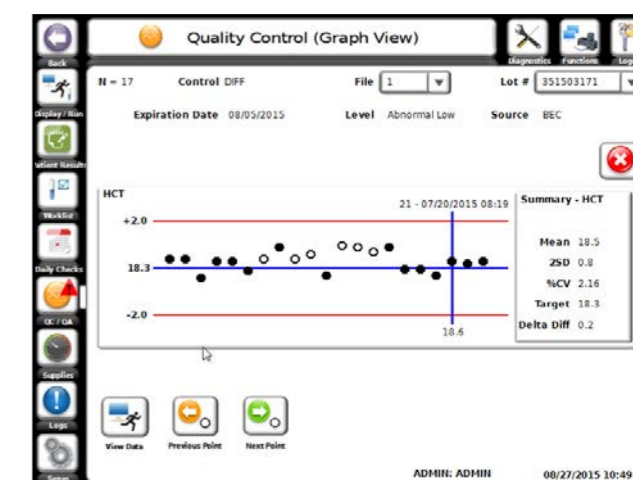 Quality Control (Graph View)
Back
Diagnostics
Functions
N = 17
Control DIFF
File 1
Lot # 351503171
Display / Run
Expiration Date 08/05/2015
Level Abnormal Low
Source BEC
Patient Results
Worklist
HCT
21 - 07/20/2015 08:19
+2.0
18.3
-2.0
18.6
Summary - HCT
Mean 18.5
2SD 0.8
%CV 2.16
Target 18.3
Delta Diff 0.2
Daily Checks
QC / QA
Supplies
Logs
Setup
View Data
Previous Point
Next Point
ADMIN: ADMIN
08/27/2015 10:49